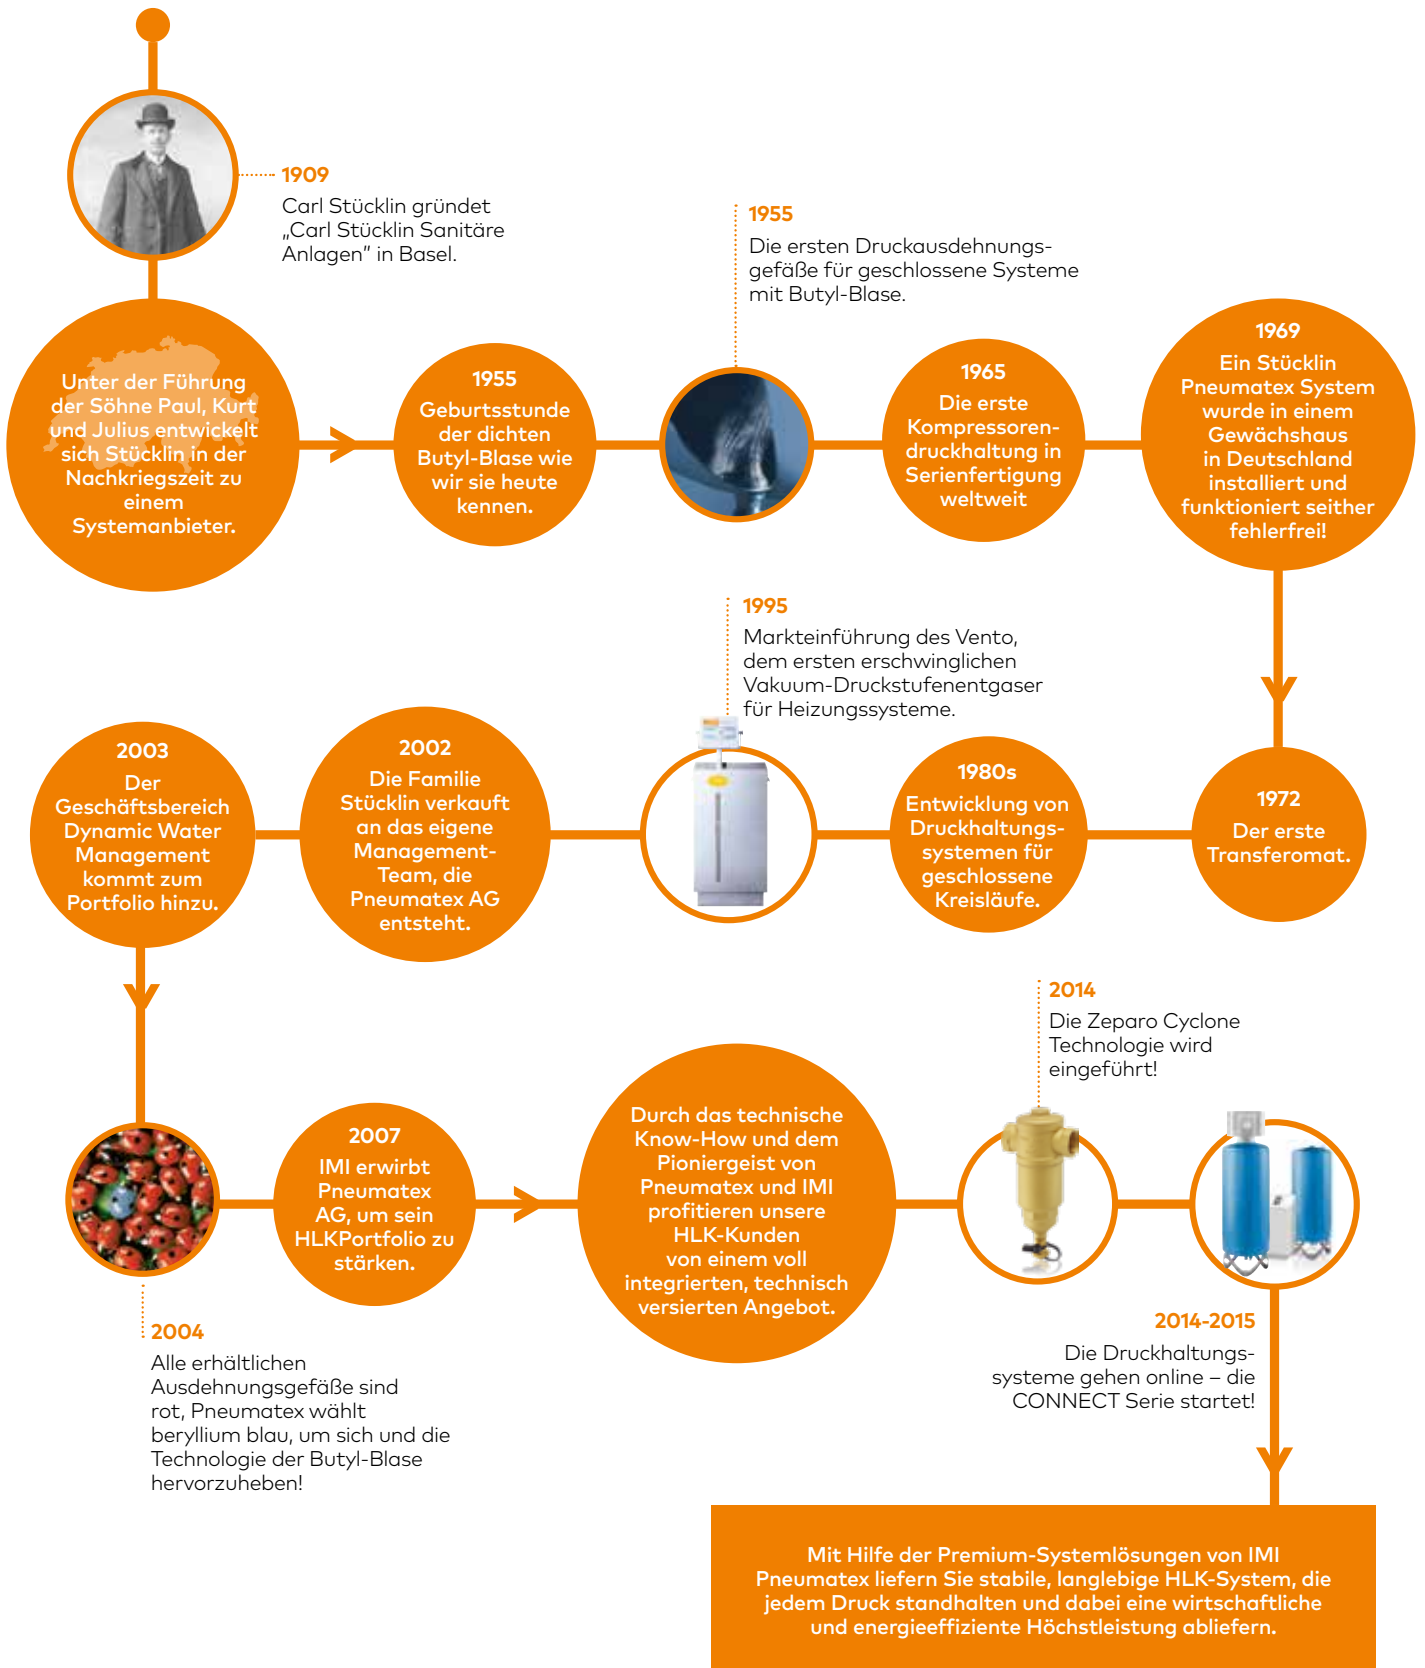 1909
Carl Stücklin gründet
„Carl Stücklin Sanitäre
Anlagen” in Basel.
Unter der Führung
der Söhne Paul, Kurt
und Julius entwickelt
sich Stücklin in der
Nachkriegszeit zu
einem
Systemanbieter.
1955
Geburtsstunde
der dichten
Butyl-Blase wie
wir sie heute
kennen.
1955
Die ersten Druckausdehnungs-
gefäße für geschlossene Systeme
mit Butyl-Blase.
1965
Die erste
Kompressoren-
druckhaltung in
Serienfertigung
weltweit
1969
Ein Stücklin
Pneumatex System
wurde in einem
Gewächshaus
in Deutschland
installiert und
funktioniert seither
fehlerfrei!
1972
Der erste
Transferomat.
1980s
Entwicklung von
Druckhaltungs-
systemen für
geschlossene
Kreisläufe.
1995
Markteinführung des Vento,
dem ersten erschwinglichen
Vakuum-Druckstufenentgaser
für Heizungssysteme.
2002
Die Familie
Stücklin verkauft
an das eigene
Management-
Team, die
Pneumatex AG
entsteht.
2003
Der
Geschäftsbereich
Dynamic Water
Management
kommt zum
Portfolio hinzu.
2004
Alle erhältlichen
Ausdehnungsgefäße sind
rot, Pneumatex wählt
beryllium blau, um sich und die
Technologie der Butyl-Blase
hervorzuheben!
2007
IMI erwirbt
Pneumatex
AG, um sein
HLKPortfolio zu
stärken.
Durch das technische
Know-How und dem
Pioniergeist von
Pneumatex und IMI
profitieren unsere
HLK-Kunden
von einem voll
integrierten, technisch
versierten Angebot.
2014
Die Zeparo Cyclone
Technologie wird
eingeführt!
2014-2015
Die Druckhaltungs-
systeme gehen online – die
CONNECT Serie startet!
Mit Hilfe der Premium-Systemlösungen von IMI
Pneumatex liefern Sie stabile, langlebige HLK-System, die
jedem Druck standhalten und dabei eine wirtschaftliche
und energieeffiziente Höchstleistung abliefern.